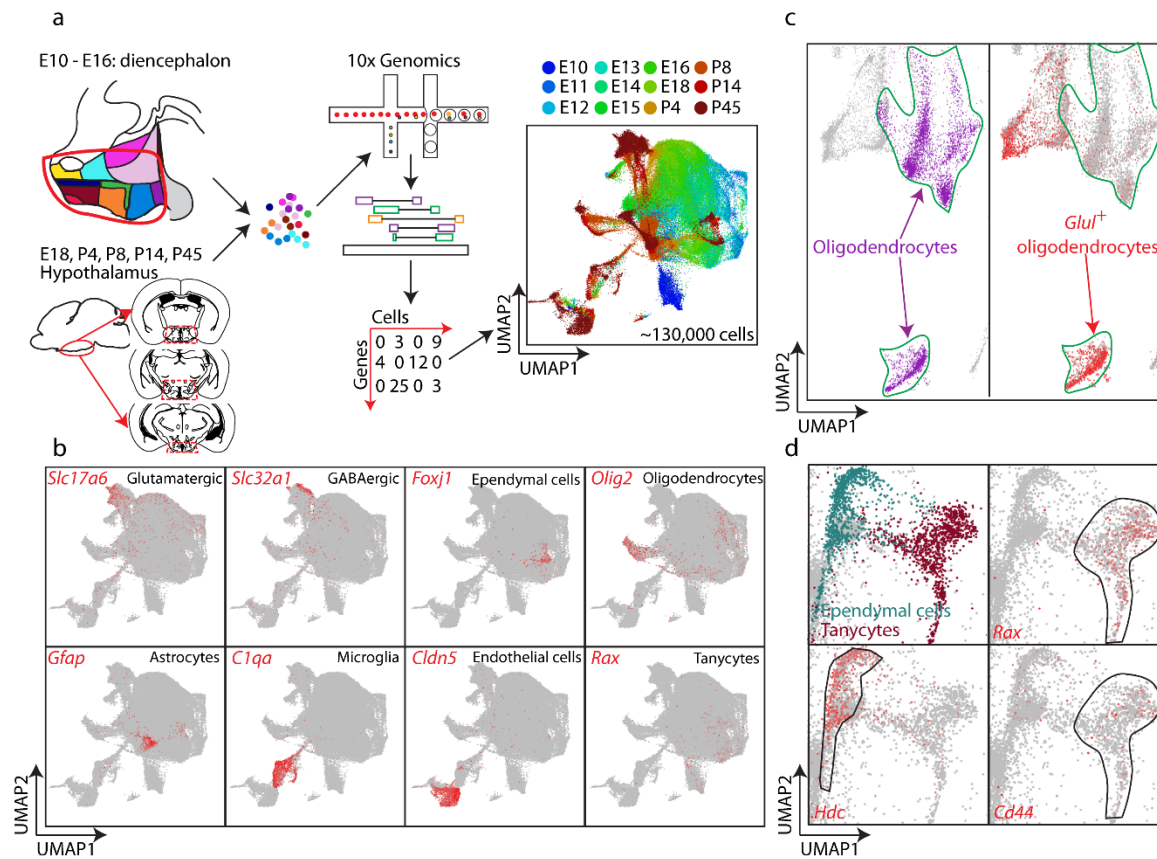 a
E10 - E16: diencephalon
10x Genomics
E18, P4, P8, P14, P45
Hypothalamus
Cells
Genes
0 3 0 9
4 0 12 0
0 25 0 3
E10 E13 E16 P8
E11 E14 E18 P14
E12 E15 P4 P45
UMAP2
~130,000 cells
UMAP1
c
Oligodendrocytes
Glul+
oligodendrocytes
UMAP2
UMAP1
b
Slc17a6 Glutamatergic
Slc32a1 GABAergic
Foxj1 Ependymal cells
Olig2 Oligodendrocytes
Gfap Astrocytes
C1qa Microglia
Cldn5 Endothelial cells
Rax Tanycytes
UMAP2
UMAP1
d
Ependymal cells
Tanycytes
Rax
Hdc
Cd44
UMAP2
UMAP1